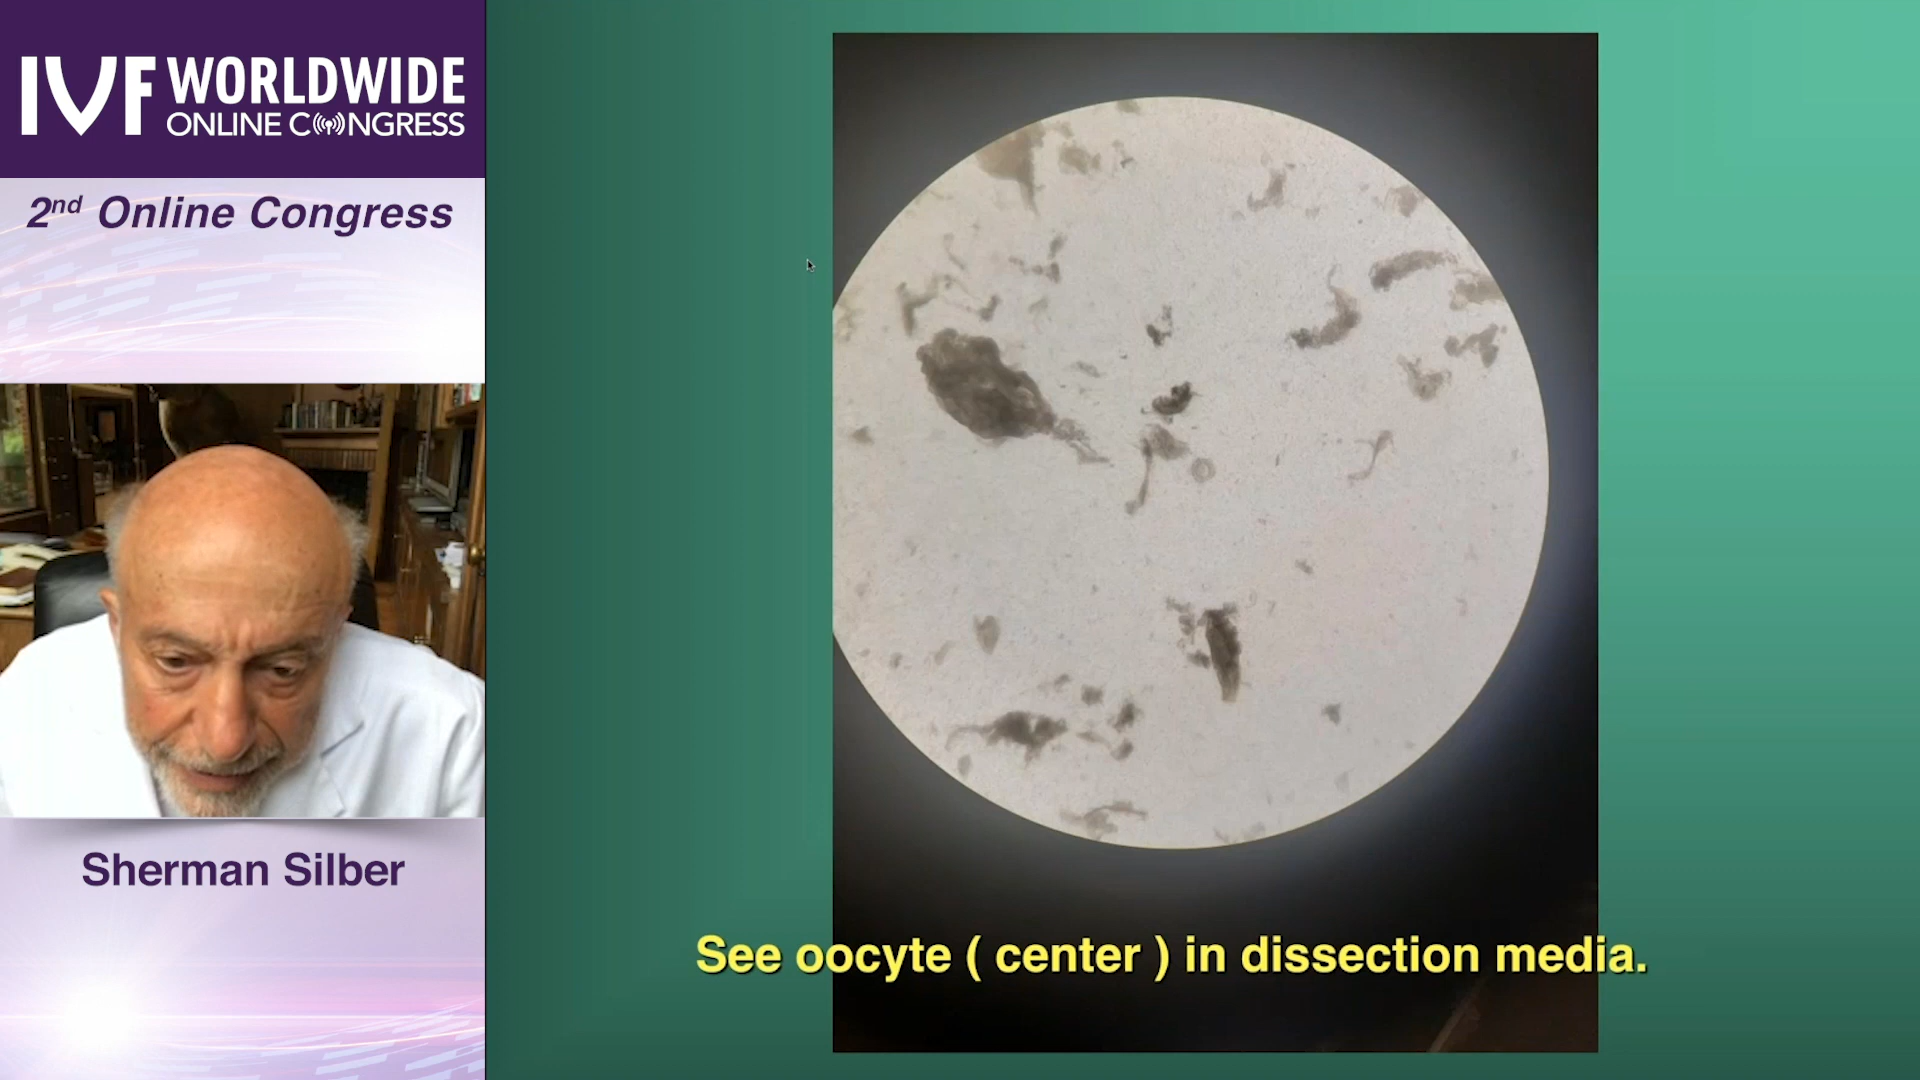 IVF WORLDWIDE
ONLINE CONGRESS
2nd Online Congress
Sherman Silber
See oocyte ( center ) in dissection media.